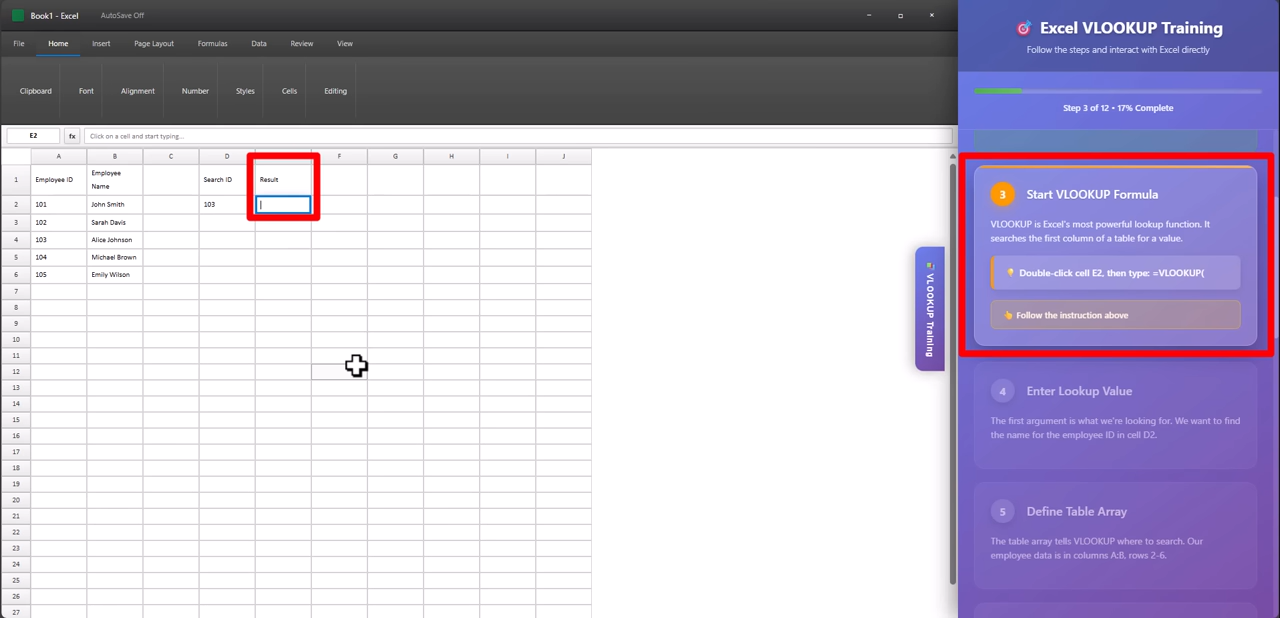 Book1 - Excel AutoSave Off
File Home Insert Page Layout Formulas Data Review View
Clipboard Font Alignment Number Styles Cells Editing
E2 fx Click on a cell and start typing...
A B C D F G H I J
1 Employee ID Employee Name Search ID Result
2 101 John Smith 103
3 102 Sarah Davis
4 103 Alice Johnson
5 104 Michael Brown
6 105 Emily Wilson
7
8
9
10
11
12
13
14
15
16
17
18
19
20
21
22
23
24
25
26
27
VLOOKUP Training
Excel VLOOKUP Training
Follow the steps and interact with Excel directly
Step 3 of 12 • 17% Complete
3 Start VLOOKUP Formula
VLOOKUP is Excel's most powerful lookup function. It
searches the first column of a table for a value.
Double-click cell E2, then type: =VLOOKUP(
Follow the instruction above
4 Enter Lookup Value
The first argument is what we're looking for. We want to find
the name for the employee ID in cell D2.
5 Define Table Array
The table array tells VLOOKUP where to search. Our
employee data is in columns A:B, rows 2-6.